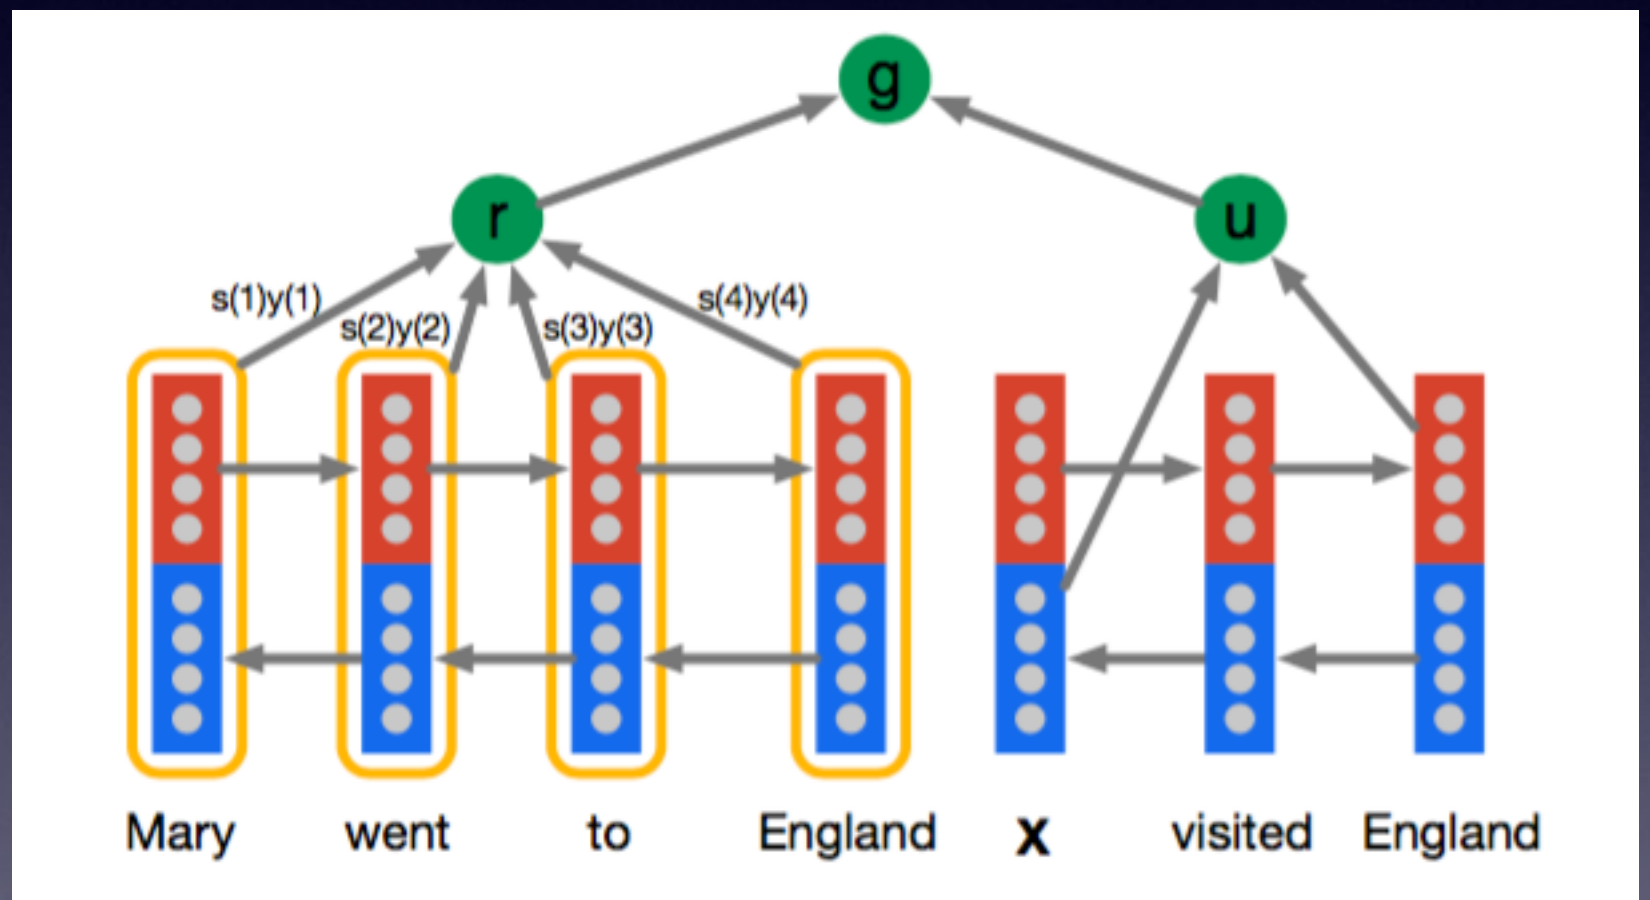 g
r
u
s(1)y(1)
s(2)y(2)
s(3)y(3)
s(4)y(4)
Mary went to England x visited England